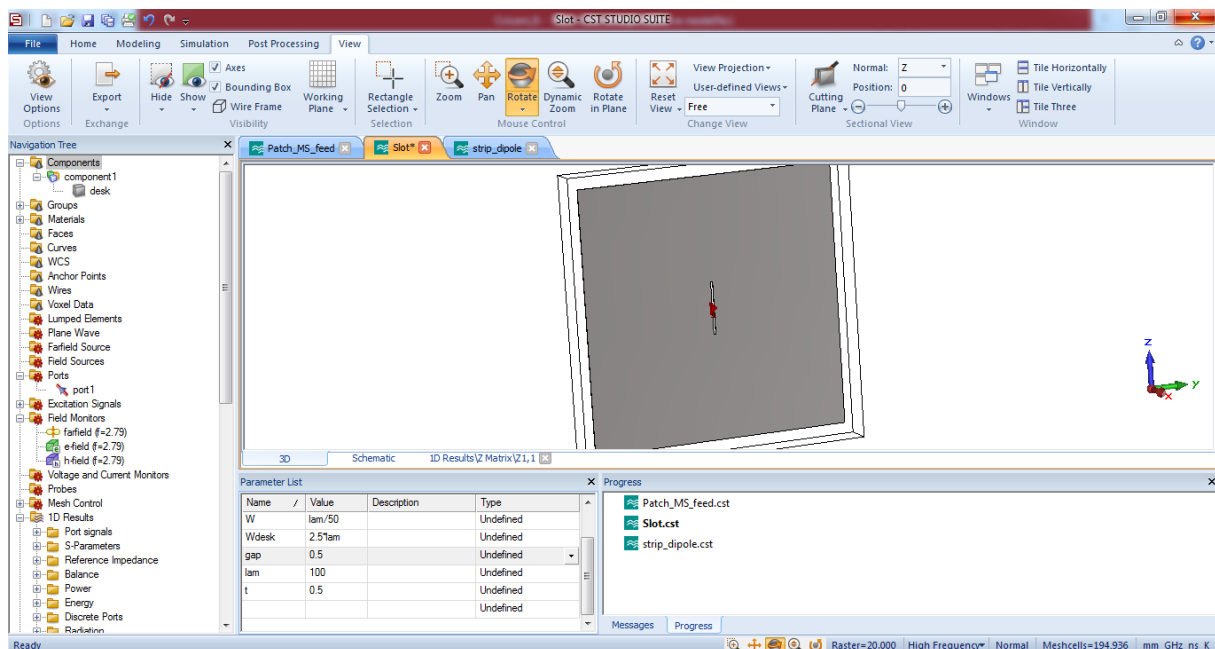 Slot - CST STUDIO SUITE
File Home Modeling Simulation Post Processing View
View Options
Export
Hide
Show
Axes
Bounding Box
Wire Frame
Working Plane
Rectangle Selection
Zoom
Pan
Rotate
Dynamic Zoom
Rotate in Plane
Reset View
View Projection
User-defined Views
Free
Cutting Plane
Normal: Z
Position: 0
Windows
Tile Horizontally
Tile Vertically
Tile Three
Options Exchange Visibility Selection Mouse Control Change View Sectional View Window
Navigation Tree
Components
component1
desk
Groups
Materials
Faces
Curves
WCS
Anchor Points
Wires
Voxel Data
Lumped Elements
Plane Wave
Farfield Source
Field Sources
Ports
port1
Excitation Signals
Field Monitors
farfield (f=2.79)
e-field (f=2.79)
h-field (f=2.79)
Voltage and Current Monitors
Probes
Mesh Control
1D Results
Port signals
S-Parameters
Reference Impedance
Balance
Power
Energy
Discrete Ports
Radiation
Patch_MS_feed Slot* strip_dipole
z
y
x
3D Schematic 1D Results\Z Matrix\Z1,1
Parameter List
Name / Value Description Type
W lam/50 Undefined
Wdesk 2.5*lam Undefined
gap 0.5 Undefined
lam 100 Undefined
t 0.5 Undefined
Undefined
Progress
Patch_MS_feed.cst
Slot.cst
strip_dipole.cst
Messages Progress
Ready
Raster=20.000 High Frequency Normal Meshcells=194.936 mm GHz ns K